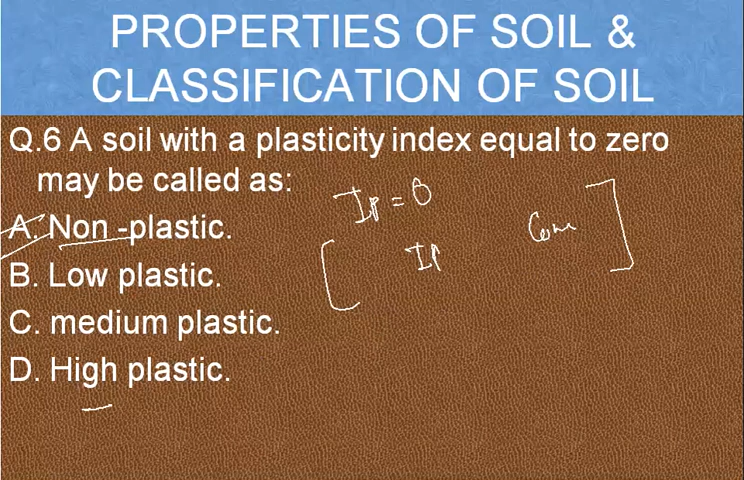 PROPERTIES OF SOIL &
CLASSIFICATION OF SOIL
Q.6 A soil with a plasticity index equal to zero
may be called as:
Ip = 0
A. Non -plastic.
Ip
B. Low plastic.
C. medium plastic.
D. High plastic.